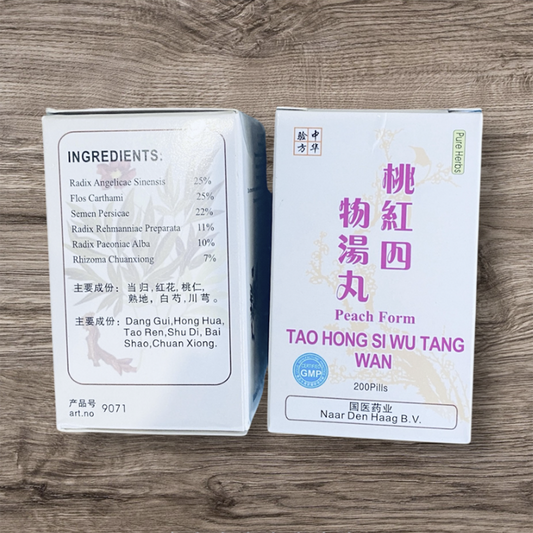 INGREDIENTS:
Radix Angelicae Sinensis 25%
Flos Carthami 25%
Semen Persicae 22%
Radix Rehmanniae Preparata 11%
Radix Paeoniae Alba 10%
Rhizoma Chuanxiong 7%
主要成份：当归，红花，桃仁，
熟地，白芍，川芎。
主要成份：Dang Gui,Hong Hua,
Tao Ren,Shu Di, Bai
Shao,Chuan Xiong.
产品号
art.no 9071
中华
验方
Pure Herbs
桃紅四
物湯丸
Peach Form
TAO HONG SI WU TANG
WAN
GMP
200Pills
国医药业
Naar Den Haag B.V.